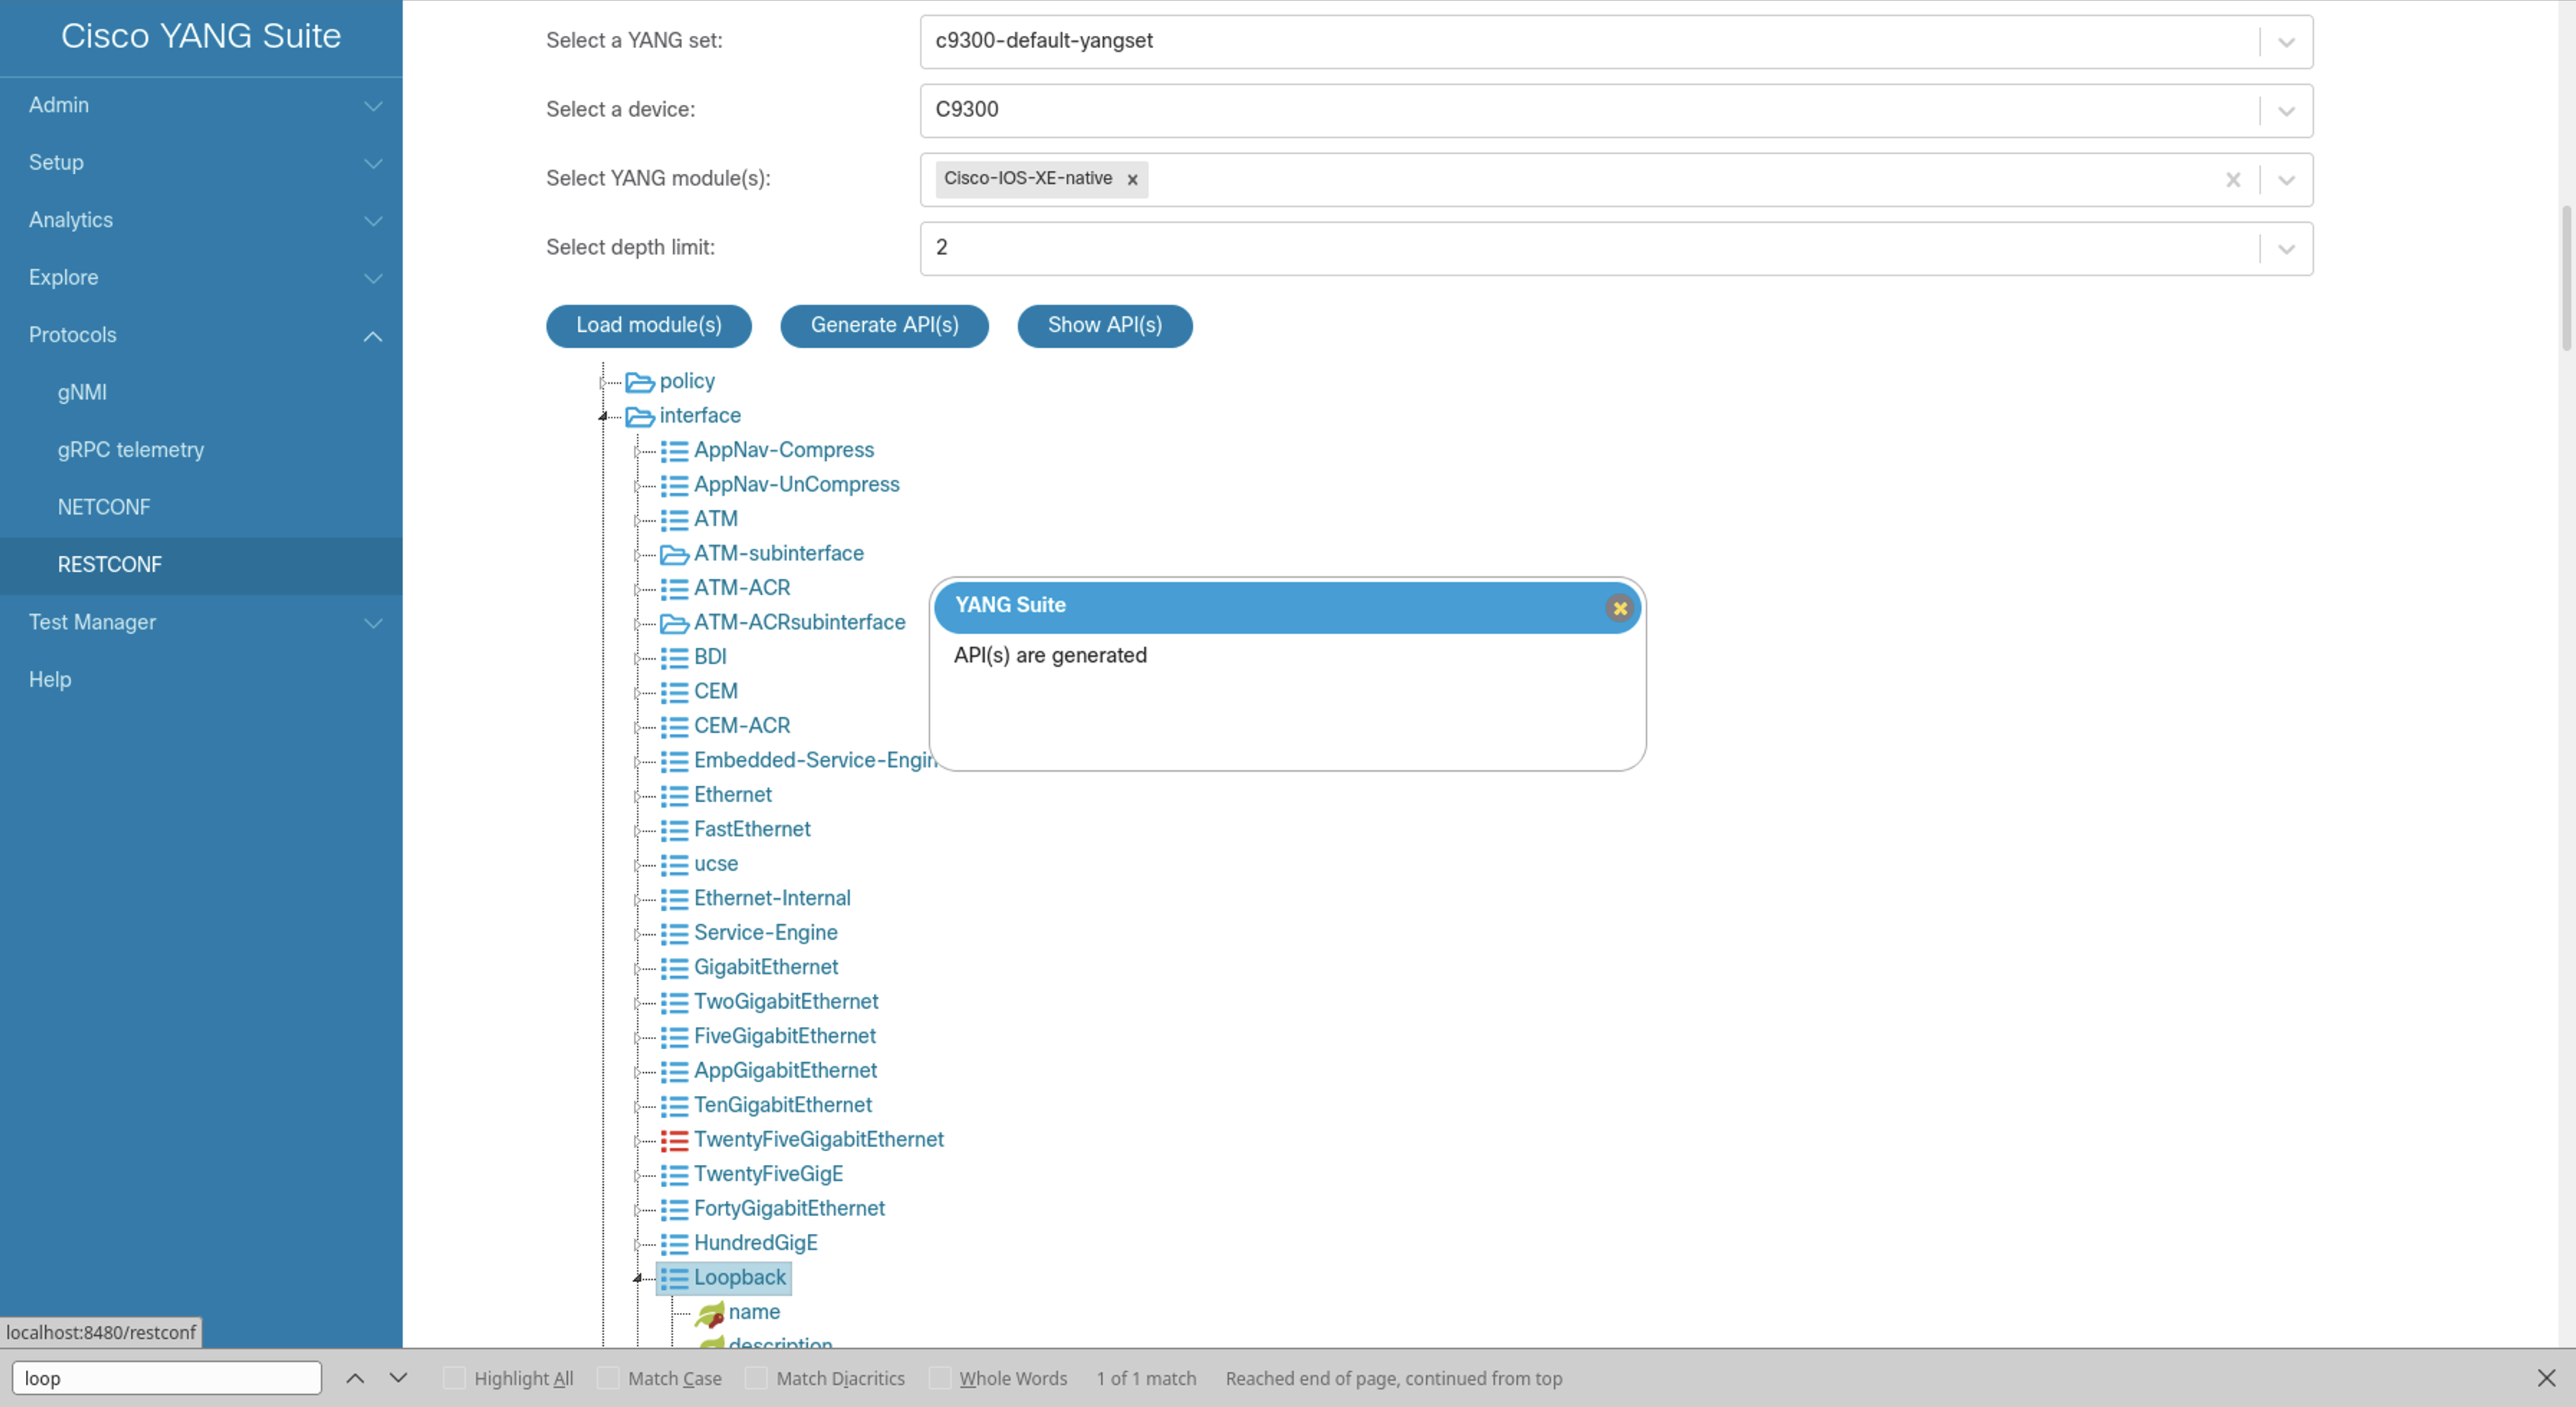 Cisco YANG Suite
Admin
Setup
Analytics
Explore
Protocols
gNMI
gRPC telemetry
NETCONF
RESTCONF
Test Manager
Help
Select a YANG set: c9300-default-yangset
Select a device: C9300
Select YANG module(s): Cisco-IOS-XE-native
Select depth limit: 2
Load module(s) Generate API(s) Show API(s)
policy
interface
AppNav-Compress
AppNav-UnCompress
ATM
ATM-subinterface
ATM-ACR
ATM-ACRsubinterface
BDI
CEM
CEM-ACR
Embedded-Service-Engin
Ethernet
FastEthernet
ucse
Ethernet-Internal
Service-Engine
GigabitEthernet
TwoGigabitEthernet
FiveGigabitEthernet
AppGigabitEthernet
TenGigabitEthernet
TwentyFiveGigabitEthernet
TwentyFiveGigE
FortyGigabitEthernet
HundredGigE
Loopback
name
description
YANG Suite
API(s) are generated
localhost:8480/restconf
loop Highlight All Match Case Match Diacritics Whole Words 1 of 1 match Reached end of page, continued from top